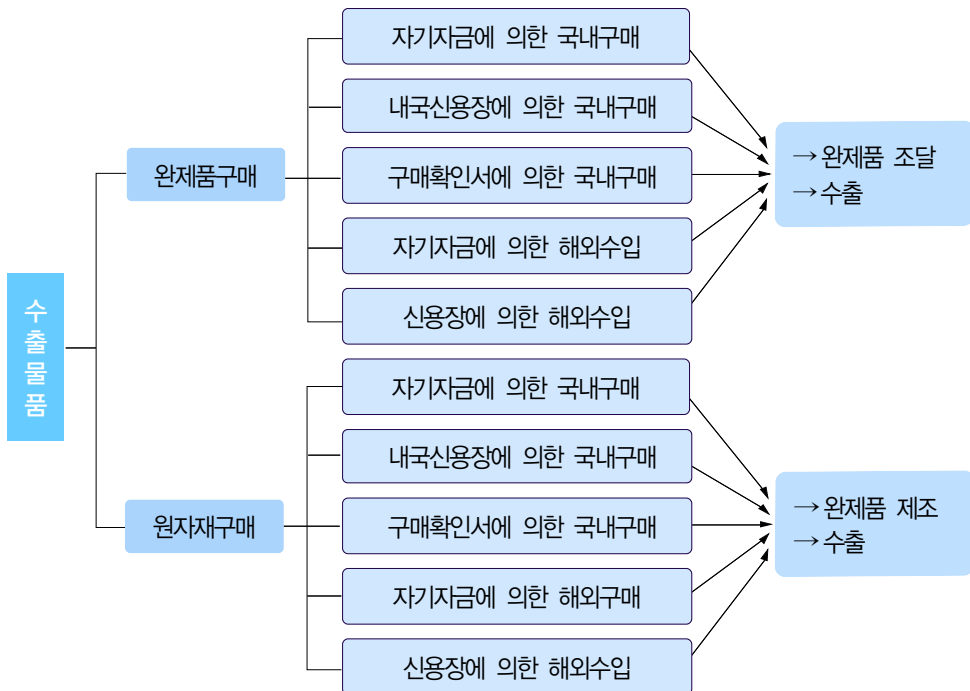 수출물품
완제품구매
자기자금에 의한 국내구매
내국신용장에 의한 국내구매
구매확인서에 의한 국내구매
자기자금에 의한 해외수입
신용장에 의한 해외수입
→ 완제품 조달
→ 수출
원자재구매
자기자금에 의한 국내구매
내국신용장에 의한 국내구매
구매확인서에 의한 국내구매
자기자금에 의한 해외구매
신용장에 의한 해외수입
→ 완제품 제조
→ 수출